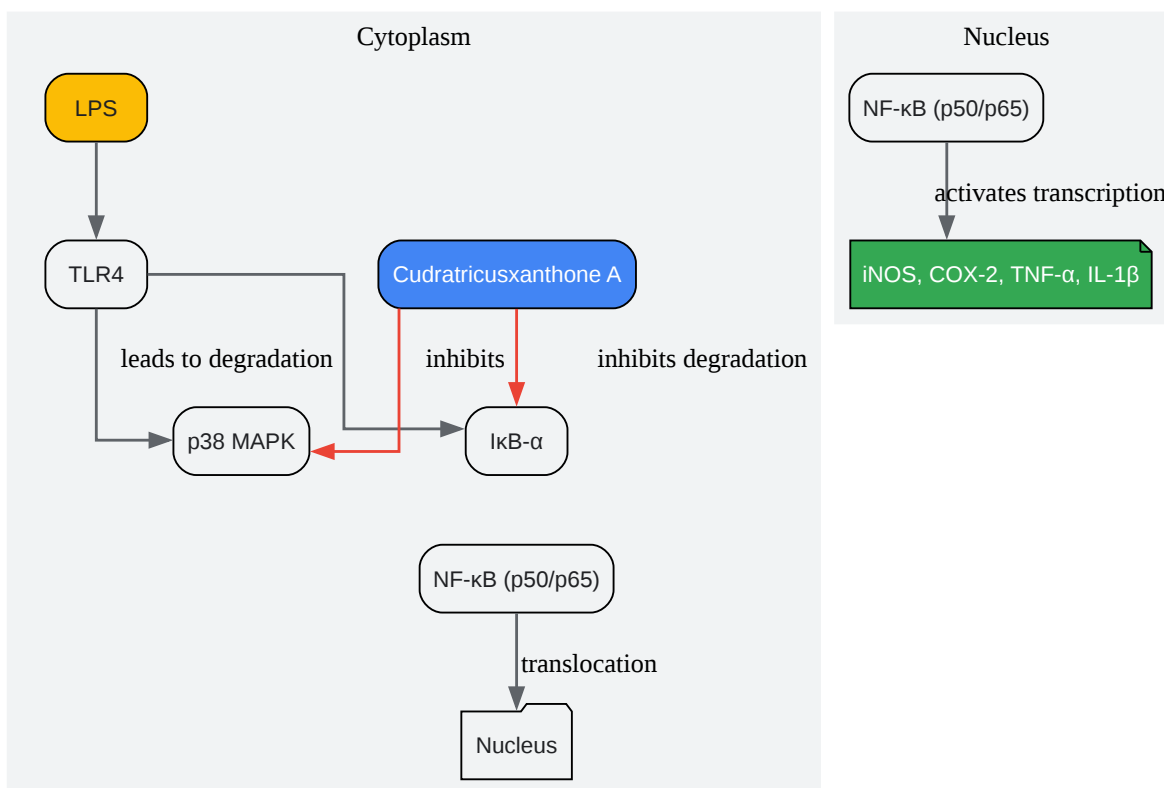 Cytoplasm
LPS
TLR4
Cudratricusxanthone A
leads to degradation
inhibits
inhibits degradation
p38 MAPK
IκB-α
NF-κB (p50/p65)
translocation
Nucleus
Nucleus
NF-κB (p50/p65)
activates transcription
iNOS, COX-2, TNF-α, IL-1β